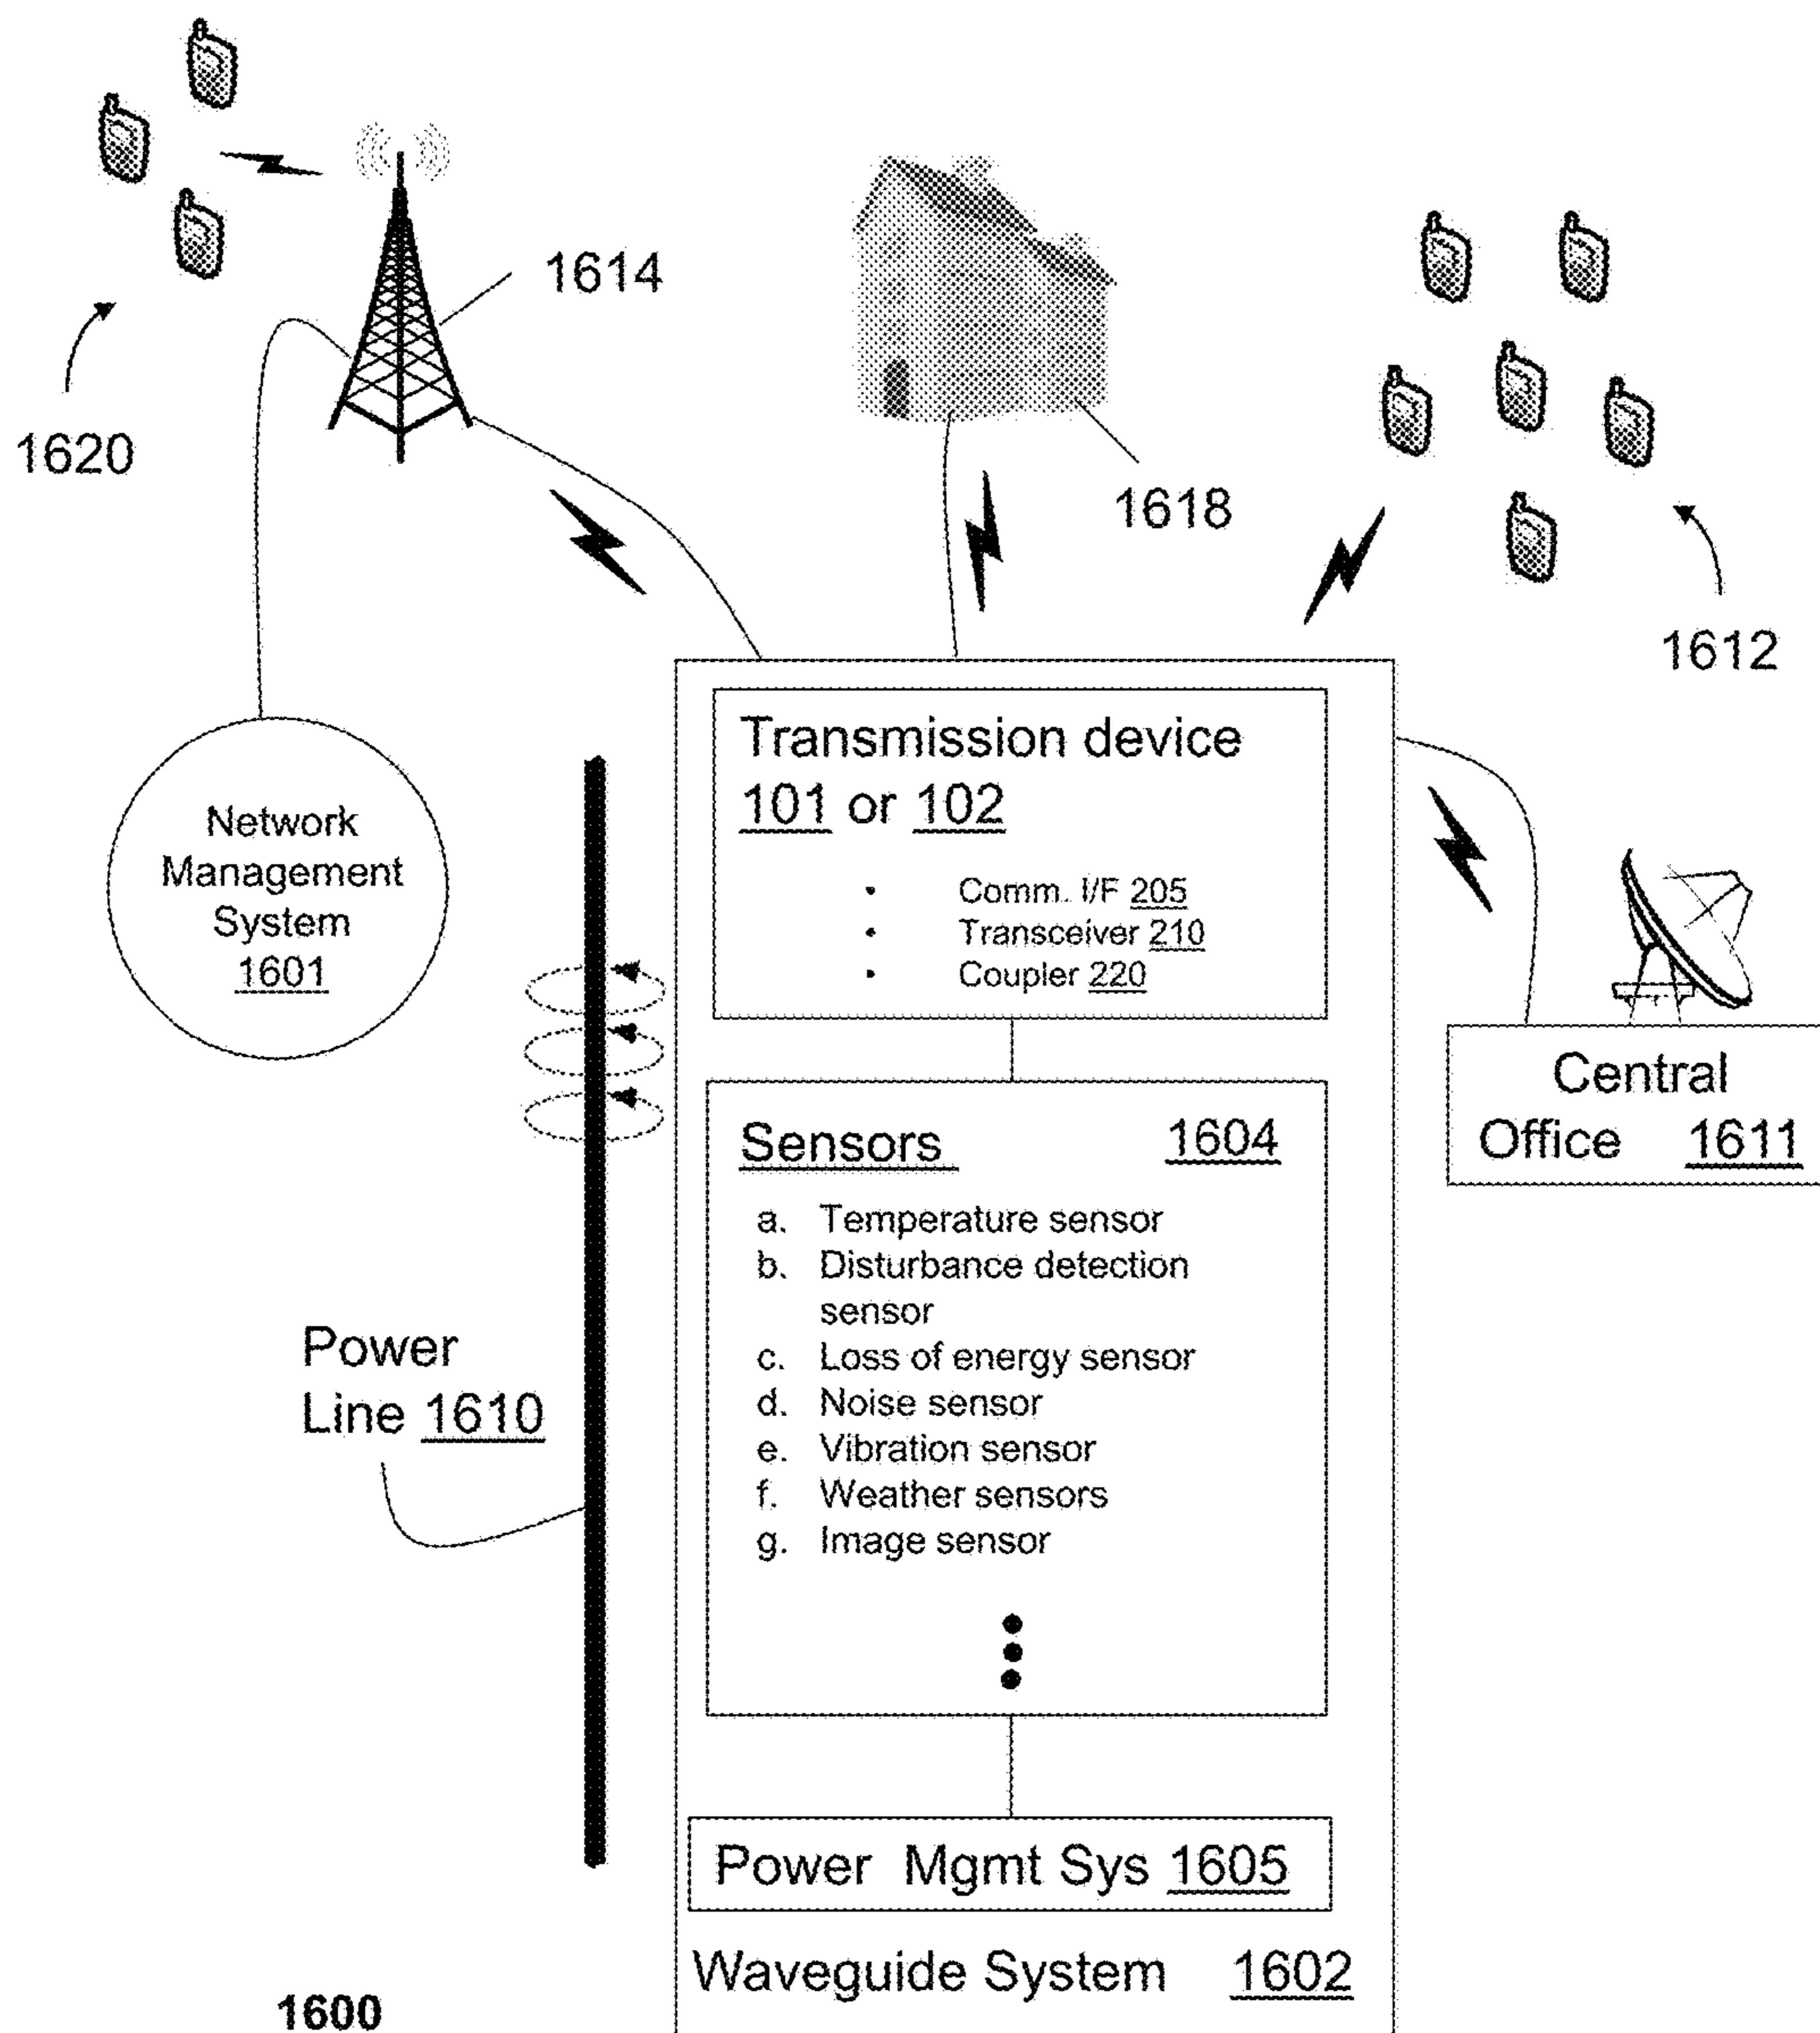 1614
1620
1618
1612
Transmission device
101 or 102
• Comm. I/F 205
• Transceiver 210
• Coupler 220
Network
Management
System
1601
Central
Office 1611
Sensors 1604
a. Temperature sensor
b. Disturbance detection
sensor
c. Loss of energy sensor
d. Noise sensor
e. Vibration sensor
f. Weather sensors
g. Image sensor
Power
Line 1610
Power Mgmt Sys 1605
Waveguide System 1602
1600